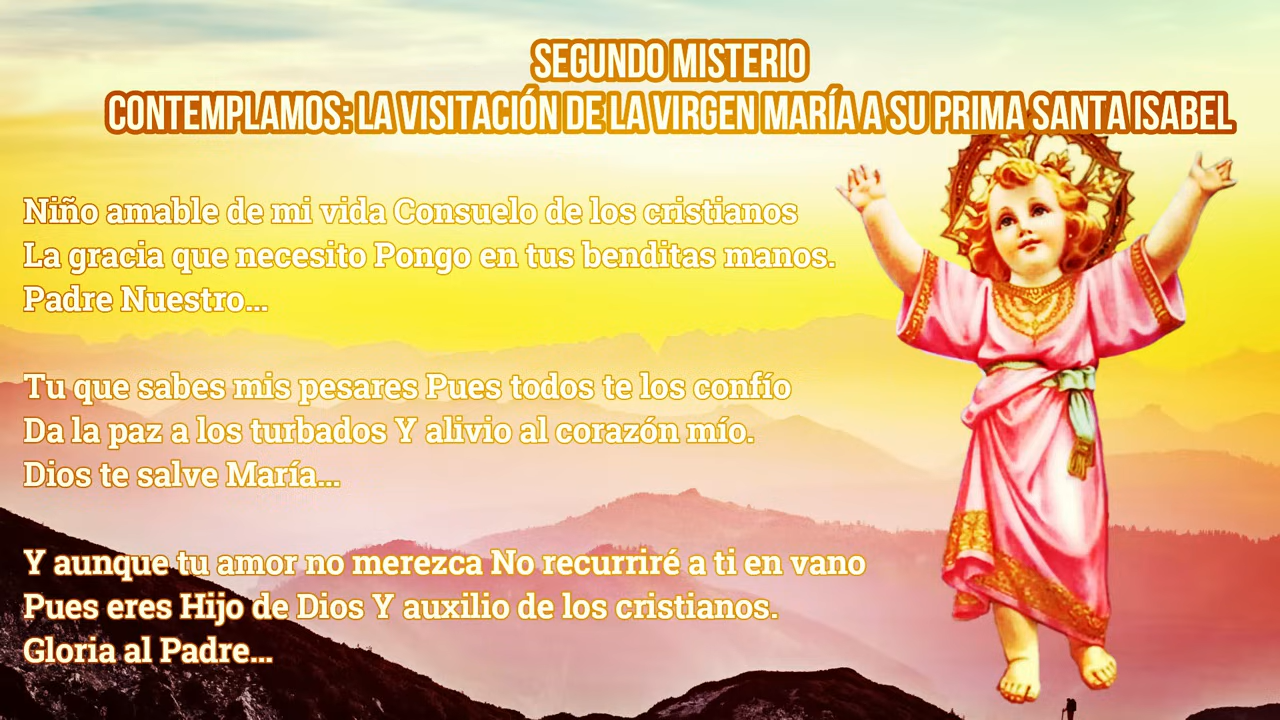 SEGUNDO MISTERIO
CONTEMPLAMOS: LA VISITACIÓN DE LA VIRGEN MARÍA A SU PRIMA SANTA ISABEL
Niño amable de mi vida Consuelo de los cristianos
La gracia que necesito Pongo en tus benditas manos.
Padre Nuestro...
Tu que sabes mis pesares Pues todos te los confío
Da la paz a los turbados Y alivio al corazón mío.
Dios te salve María...
Y aunque tu amor no merezca No recurriré a ti en vano
Pues eres Hijo de Dios Y auxilio de los cristianos.
Gloria al Padre...